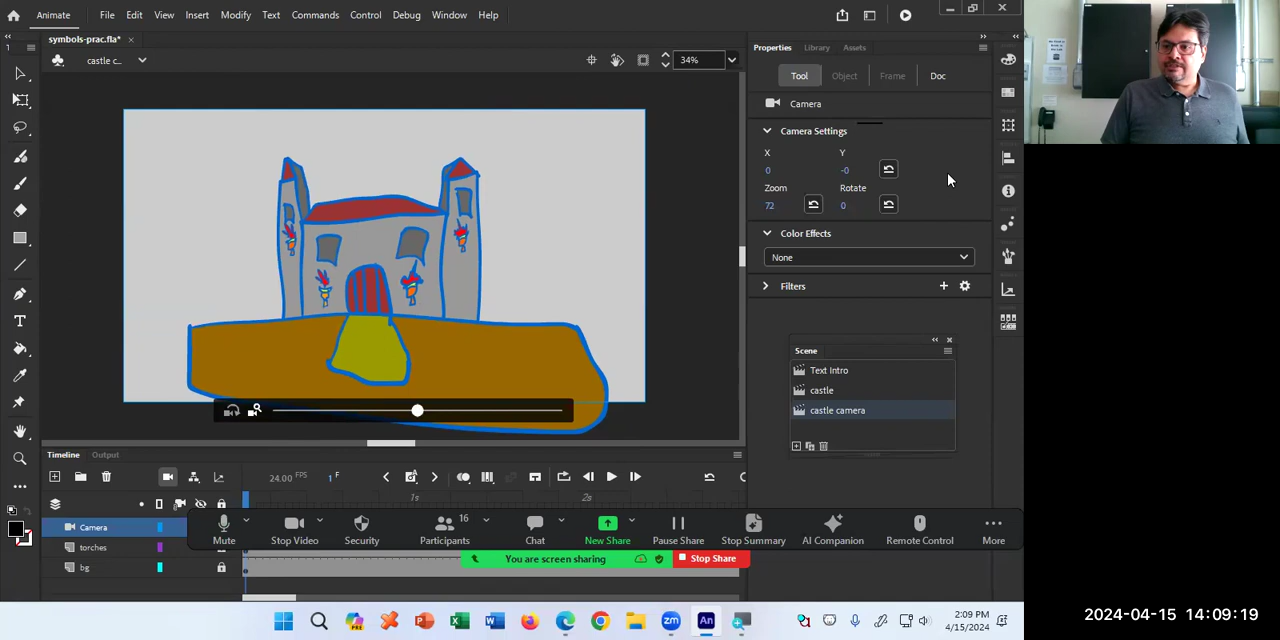 Animate File Edit View Insert Modify Text Commands Control Debug Window Help
symbols-prac.fla* ×
castle c...
34%
Properties Library Assets
Tool Object Frame Doc
Camera
Camera Settings
X Y
0 -0
Zoom Rotate
72 0
Color Effects
None
Filters
Scene
Text Intro
castle
castle camera
Timeline Output
24.00 FPS 1 F
1s 2s
Camera
torches
bg
16
Mute Stop Video Security Participants Chat New Share Pause Share Stop Summary AI Companion Remote Control More
You are screen sharing Stop Share
2:09 PM
4/15/2024
2024-04-15 14:09:19